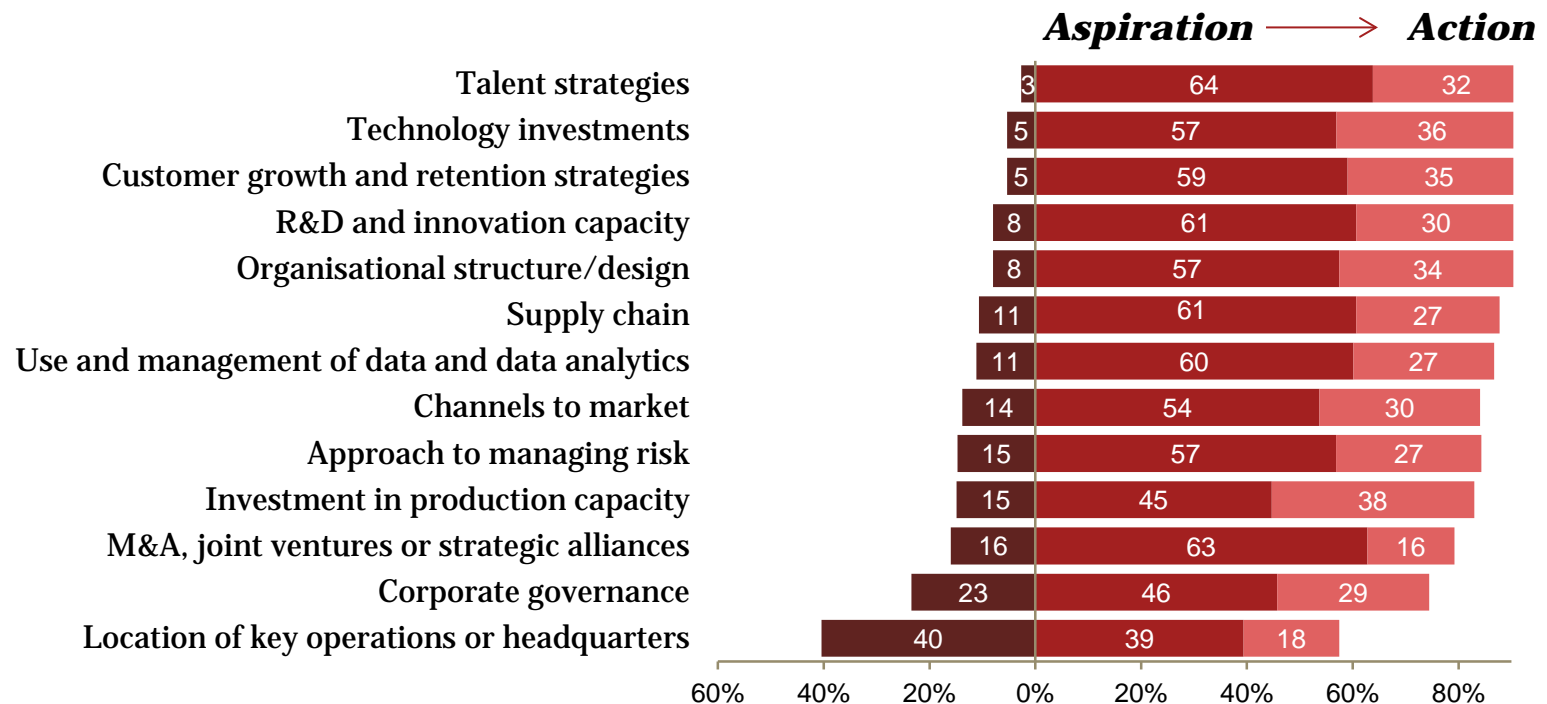 Aspiration Action
Talent strategies 3 64 32
Technology investments 5 57 36
Customer growth and retention strategies 5 59 35
R&D and innovation capacity 8 61 30
Organisational structure/design 8 57 34
Supply chain 11 61 27
Use and management of data and data analytics 11 60 27
Channels to market 14 54 30
Approach to managing risk 15 57 27
Investment in production capacity 15 45 38
M&A, joint ventures or strategic alliances 16 63 16
Corporate governance 23 46 29
Location of key operations or headquarters 40 39 18
60% 40% 20% 0% 20% 40% 60% 80%